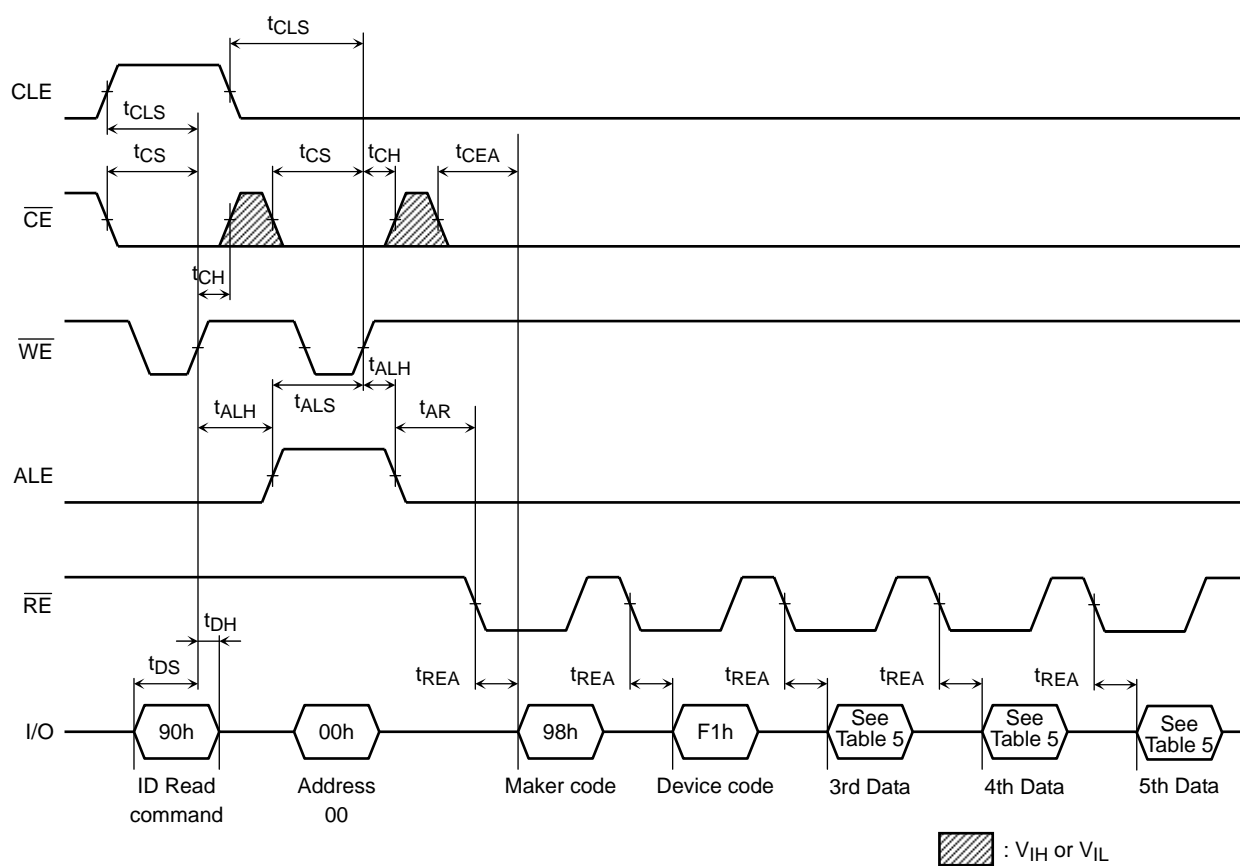 tCLS
CLE
tCLS
tCS tCS tCH tCEA
CE
tCH
WE
tALH
tALH tALS tAR
ALE
RE
tDH
tDS tREA tREA tREA tREA tREA
I/O 90h 00h 98h F1h See Table 5 See Table 5 See Table 5
ID Read command Address 00 Maker code Device code 3rd Data 4th Data 5th Data
: VIH or VIL